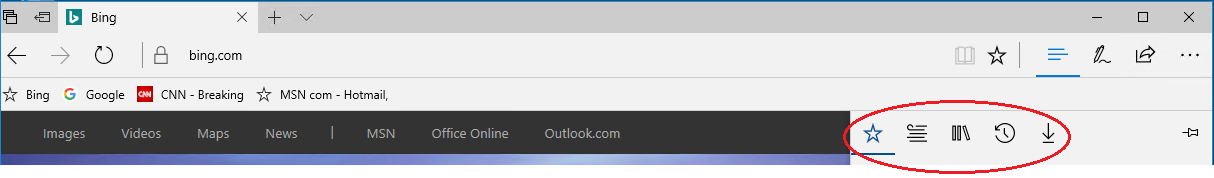 Bing
bing.com
Bing Google CNN - Breaking MSN com - Hotmail,
Images Videos Maps News | MSN Office Online Outlook.com